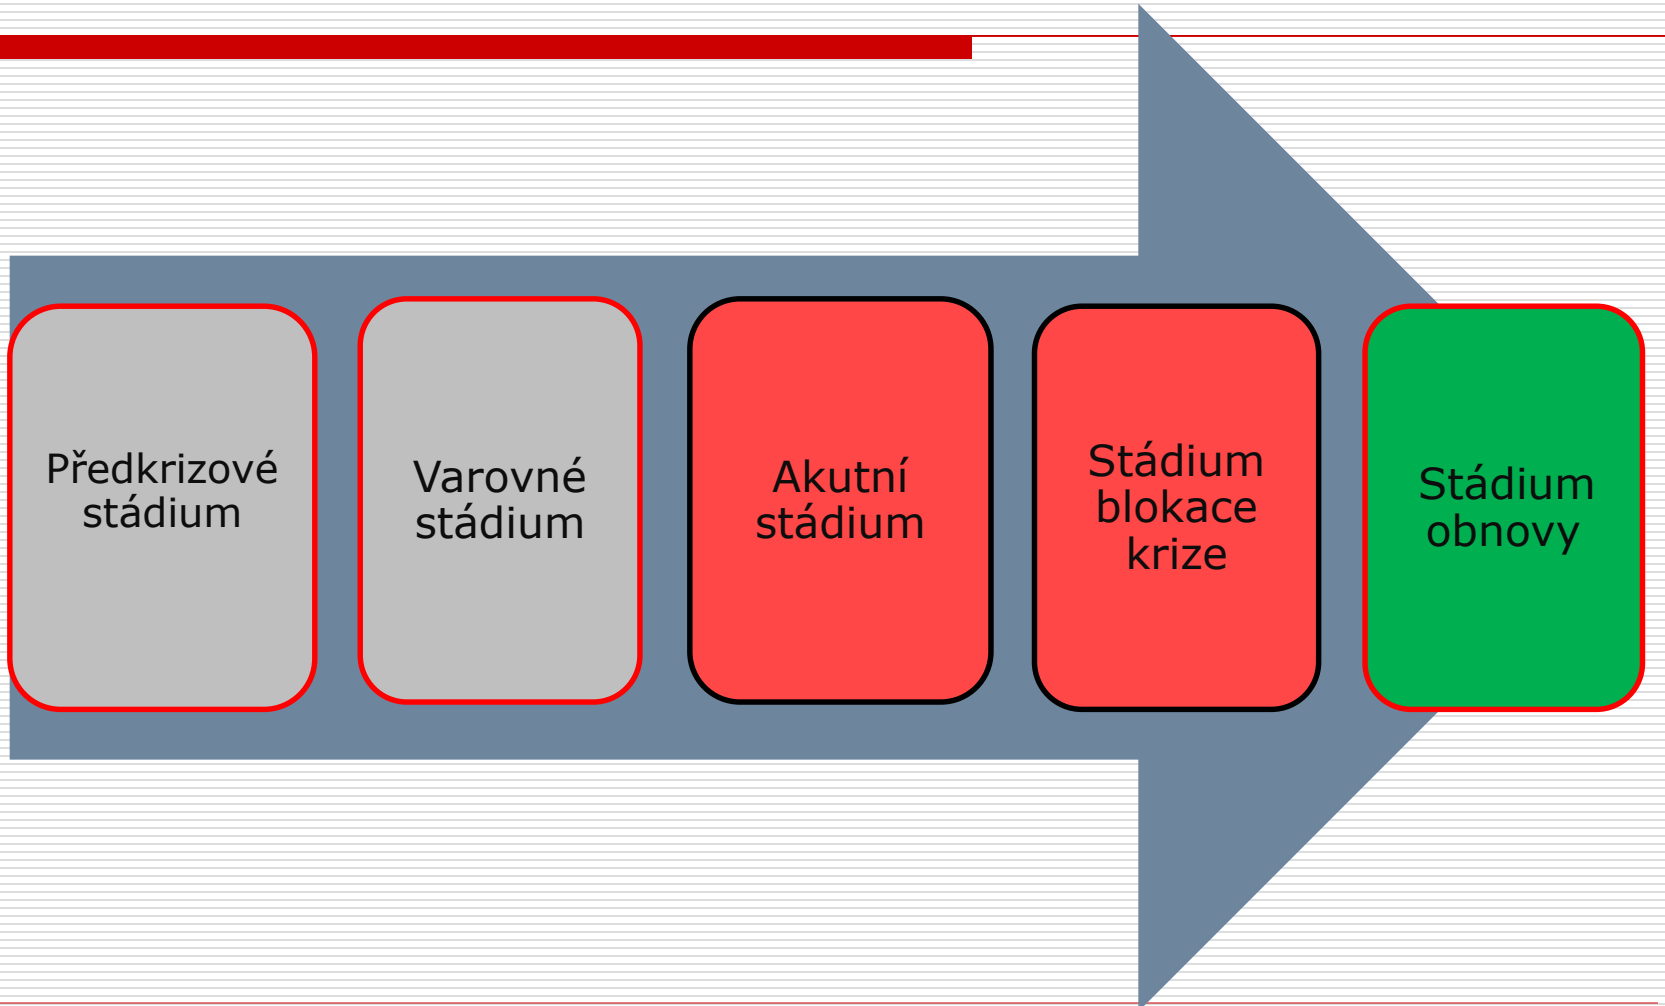 Předkrizové
stádium
Varovné
stádium
Akutní
stádium
Stádium
blokace
krize
Stádium
obnovy